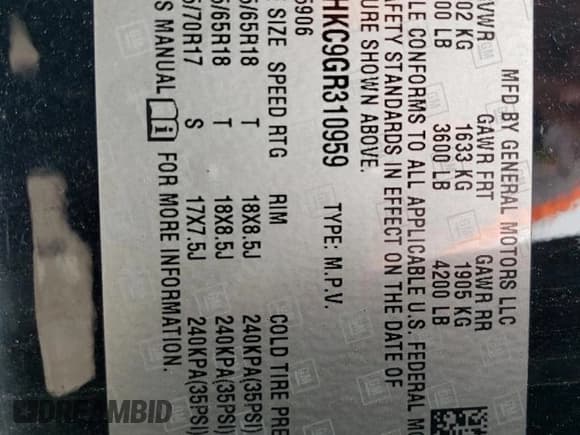 MFD BY GENERAL MOTORS LLC
VWR GAWR FRT GAWR RR
02 KG 1633 KG 1905 KG
00 LB 3600 LB 4200 LB
LE CONFORMS TO ALL APPLICABLE U.S. FEDERAL MO
AFETY STANDARDS IN EFFECT ON THE DATE OF
URE SHOWN ABOVE.
HKC9GR310959 TYPE: M.P.V.
5906
E SIZE SPEED RTG RIM COLD TIRE PRE
5/65R18 T 18X8.5J 240KPA(35PSI)
5/65R18 T 18X8.5J 240KPA(35PSI)
5/70R17 S 17X7.5J 240KPA(35PSI)
'S MANUAL FOR MORE INFORMATION.
DREAMBID